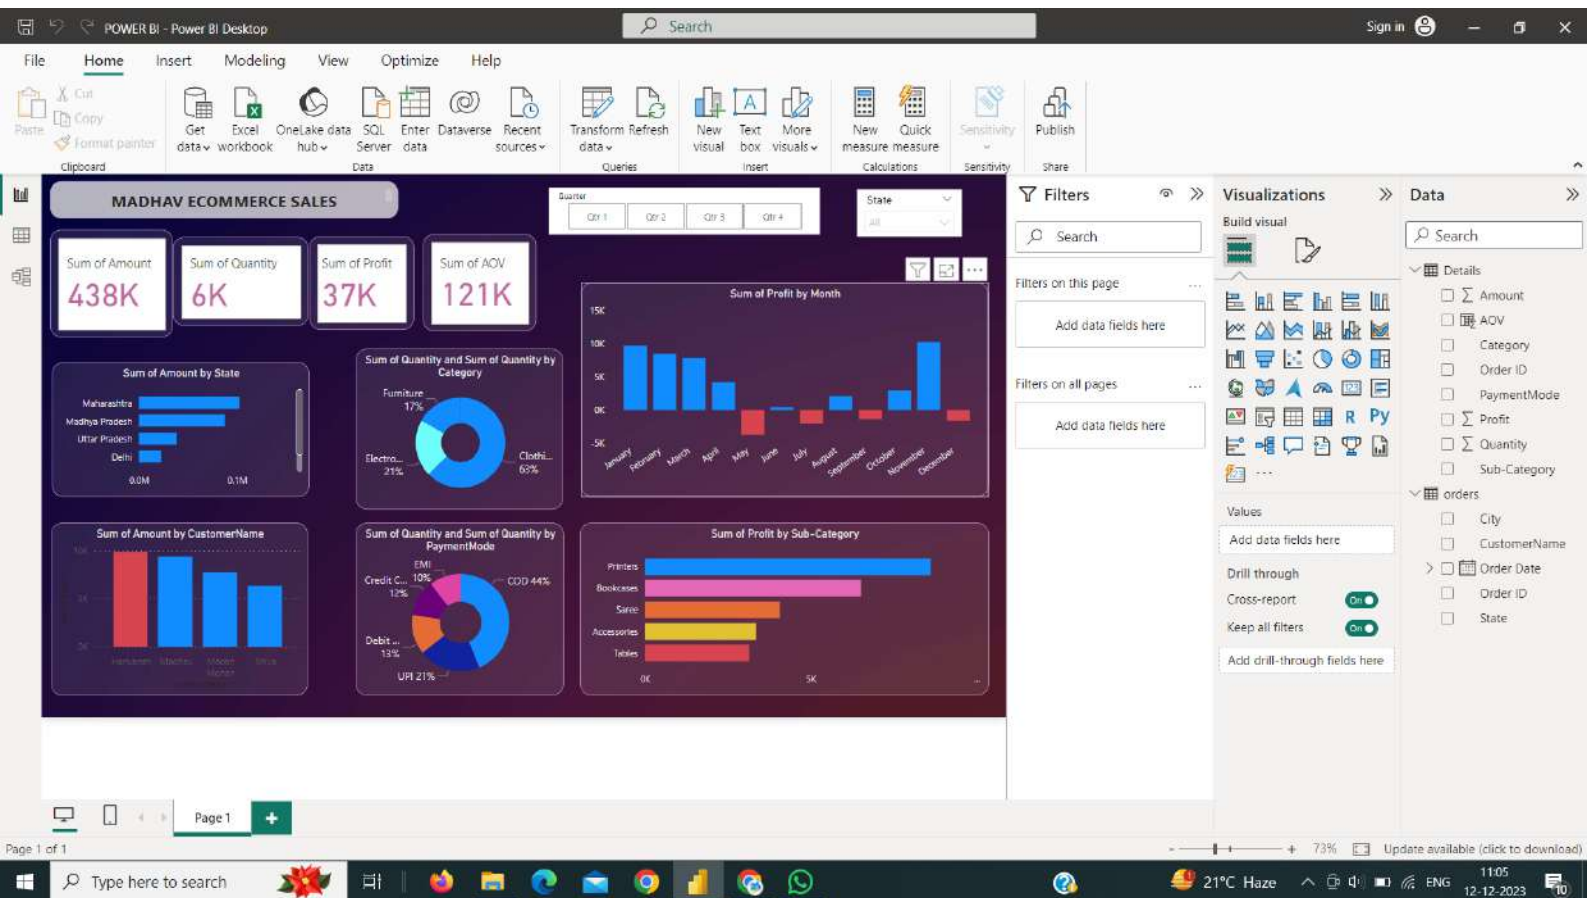 POWER BI - Power BI Desktop
Search
Sign in
File Home Insert Modeling View Optimize Help
Paste
Cut
Copy
Format painter
Clipboard
Get data
Excel workbook
OneLake data hub
SQL Server
Enter data
Dataverse
Recent sources
Data
Transform data
Refresh
Queries
New visual
Text box
More visuals
Insert
New measure
Quick measure
Calculations
Sensitivity
Sensitivity
Publish
Share
MADHAV ECOMMERCE SALES
Quarter
Qtr 1 Qtr 2 Qtr 3 Qtr 4
State
All
Sum of Amount
438K
Sum of Quantity
6K
Sum of Profit
37K
Sum of AOV
121K
Sum of Profit by Month
15K
10K
5K
0K
-5K
January February March April May June July August September October November December
Sum of Amount by State
Maharashtra
Madhya Pradesh
Uttar Pradesh
Delhi
0.0M 0.1M
Sum of Quantity and Sum of Quantity by
Category
Furniture
17%
Electro...
21%
Clothi...
63%
Sum of Amount by CustomerName
10K
5K
0K
Harivansh Madhav Madan Mohan Shiva
Sum of Quantity and Sum of Quantity by
PaymentMode
EMI
10%
Credit C...
12%
COD 44%
Debit ...
13%
UPI 21%
Sum of Profit by Sub-Category
Printers
Bookcases
Saree
Accessories
Tables
0K 5K
Filters
Search
Filters on this page
Add data fields here
Filters on all pages
Add data fields here
Visualizations
Build visual
R Py
123
Values
Add data fields here
Drill through
Cross-report On
Keep all filters On
Add drill-through fields here
Data
Search
Details
Amount
AOV
Category
Order ID
PaymentMode
Profit
Quantity
Sub-Category
orders
City
CustomerName
Order Date
Order ID
State
Page 1
Page 1 of 1
73%
Update available (click to download)
Type here to search
21°C Haze
ENG
11:05
12-12-2023
10